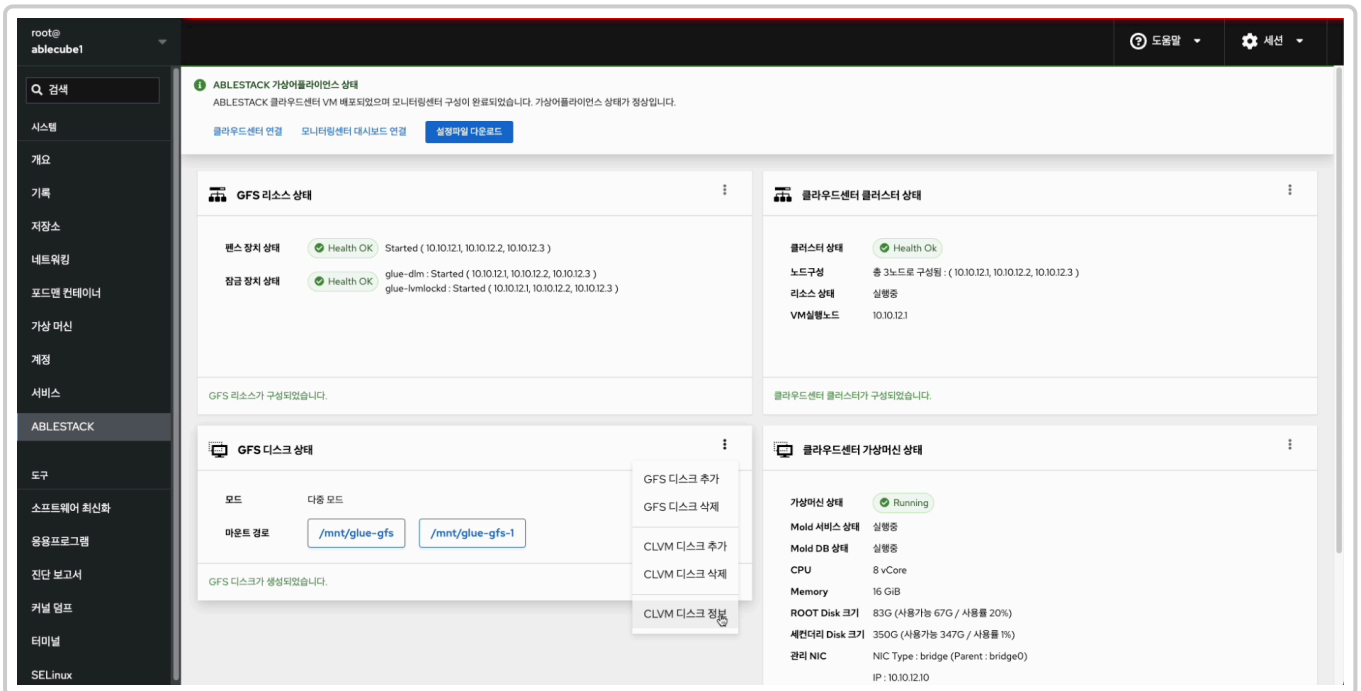 root@
ablecube1
도움말
세션
검색
시스템
개요
기록
저장소
네트워킹
포드맨 컨테이너
가상 머신
계정
서비스
ABLESTACK
도구
소프트웨어 최신화
응용프로그램
진단 보고서
커널 덤프
터미널
SELinux
ABLESTACK 가상어플라이언스 상태
ABLESTACK 클라우드센터 VM 배포되었으며 모니터링센터 구성이 완료되었습니다. 가상어플라이언스 상태가 정상입니다.
클라우드센터 연결 모니터링센터 대시보드 연결 설정파일 다운로드
GFS 리소스 상태
펜스 장치 상태 Health OK Started ( 10.10.12.1, 10.10.12.2, 10.10.12.3 )
잠금 장치 상태 Health OK glue-dlm : Started ( 10.10.12.1, 10.10.12.2, 10.10.12.3 )
glue-lvmlockd : Started ( 10.10.12.1, 10.10.12.2, 10.10.12.3 )
GFS 리소스가 구성되었습니다.
클라우드센터 클러스터 상태
클러스터 상태 Health Ok
노드구성 총 3노드로 구성됨 : ( 10.10.12.1, 10.10.12.2, 10.10.12.3 )
리소스 상태 실행중
VM실행노드 10.10.12.1
클라우드센터 클러스터가 구성되었습니다.
GFS 디스크 상태
모드 다중 모드
마운트 경로 /mnt/glue-gfs /mnt/glue-gfs-1
GFS 디스크가 생성되었습니다.
GFS 디스크 추가
GFS 디스크 삭제
CLVM 디스크 추가
CLVM 디스크 삭제
CLVM 디스크 정보
클라우드센터 가상머신 상태
가상머신 상태 Running
Mold 서비스 상태 실행중
Mold DB 상태 실행중
CPU 8 vCore
Memory 16 GiB
ROOT Disk 크기 83G (사용가능 67G / 사용률 20%)
세컨더리 Disk 크기 350G (사용가능 347G / 사용률 1%)
관리 NIC NIC Type : bridge (Parent : bridge0)
IP : 10.10.12.10